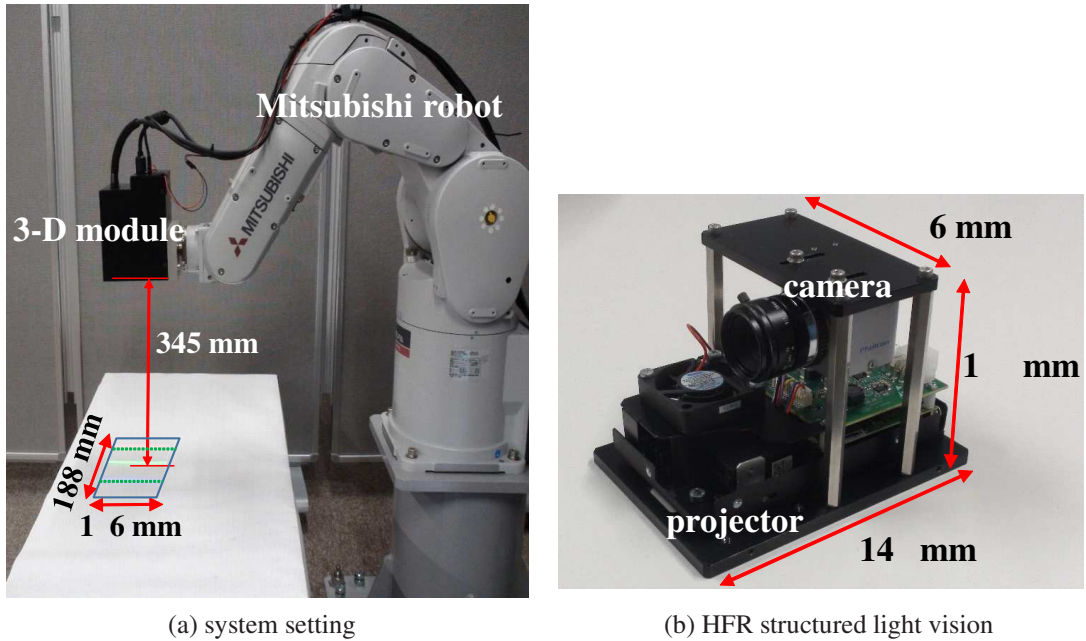 Mitsubishi robot
MITSUBISHI
3-D module
345 mm
188 mm
1 6 mm
(a) system setting
6 mm
camera
1 mm
projector
14 mm
(b) HFR structured light vision